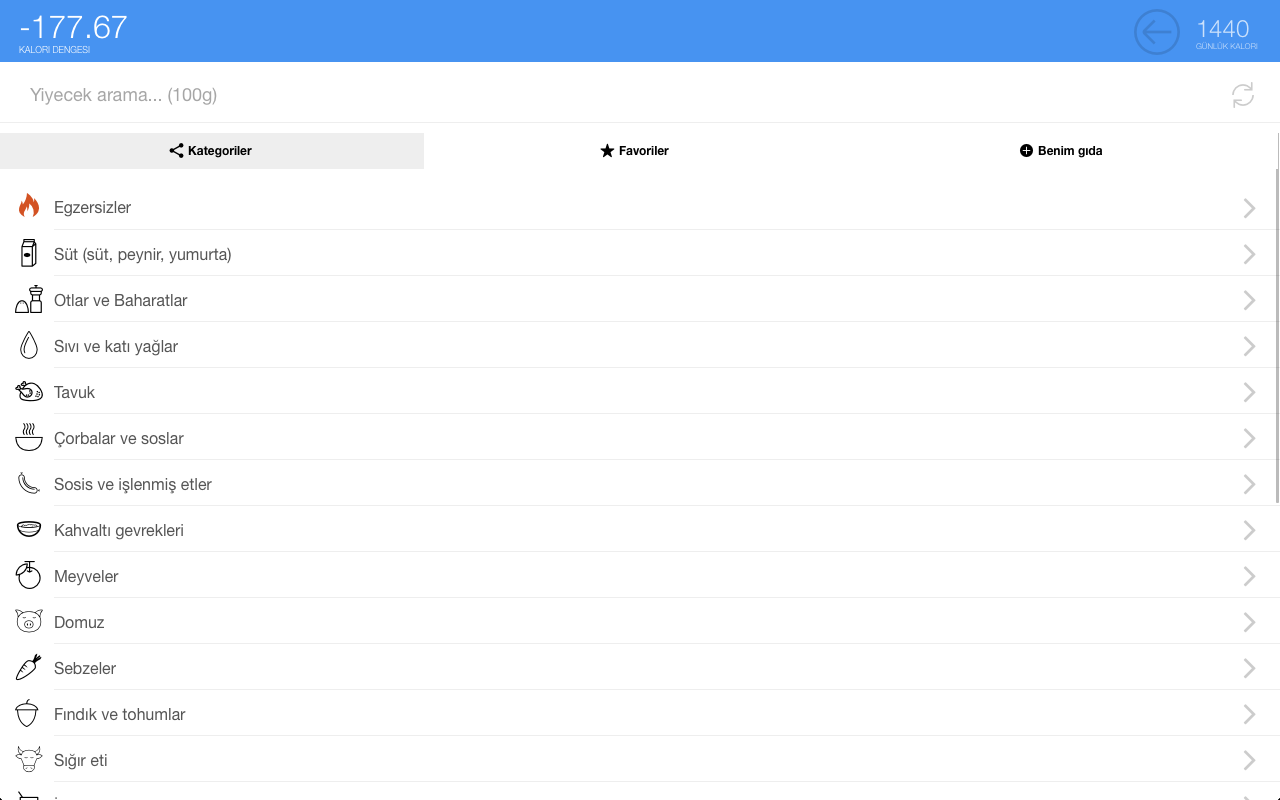 -177.67
KALORI DENGESI
1440
GÜNLÜK KALORI
Yiyecek arama... (100g)
Kategoriler
Favoriler
Benim gıda
Egzersizler
Süt (süt, peynir, yumurta)
Otlar ve Baharatlar
Sıvı ve katı yağlar
Tavuk
Çorbalar ve soslar
Sosis ve işlenmiş etler
Kahvaltı gevrekleri
Meyveler
Domuz
Sebzeler
Fındık ve tohumlar
Sığır eti